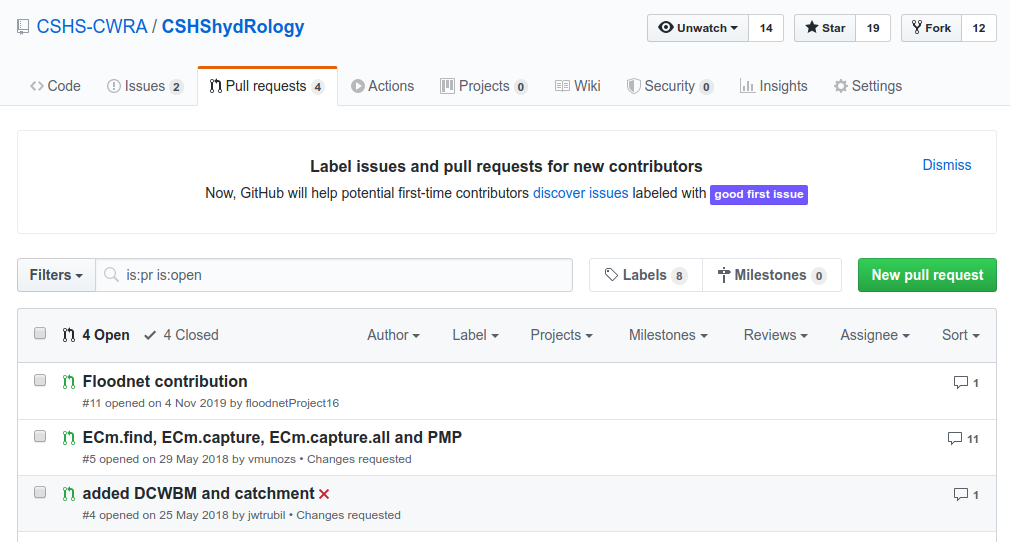 CSHS-CWRA / CSHShydRology
Unwatch 14 Star 19 Fork 12
Code Issues 2 Pull requests 4 Actions Projects 0 Wiki Security 0 Insights Settings
Label issues and pull requests for new contributors Dismiss
Now, GitHub will help potential first-time contributors discover issues labeled with good first issue
Filters is:pr is:open Labels 8 Milestones 0 New pull request
4 Open 4 Closed Author Label Projects Milestones Reviews Assignee Sort
Floodnet contribution 1
#11 opened on 4 Nov 2019 by floodnetProject16
ECm.find, ECm.capture, ECm.capture.all and PMP 11
#5 opened on 29 May 2018 by vmunozs • Changes requested
added DCWBM and catchment 1
#4 opened on 25 May 2018 by jwtrubil • Changes requested